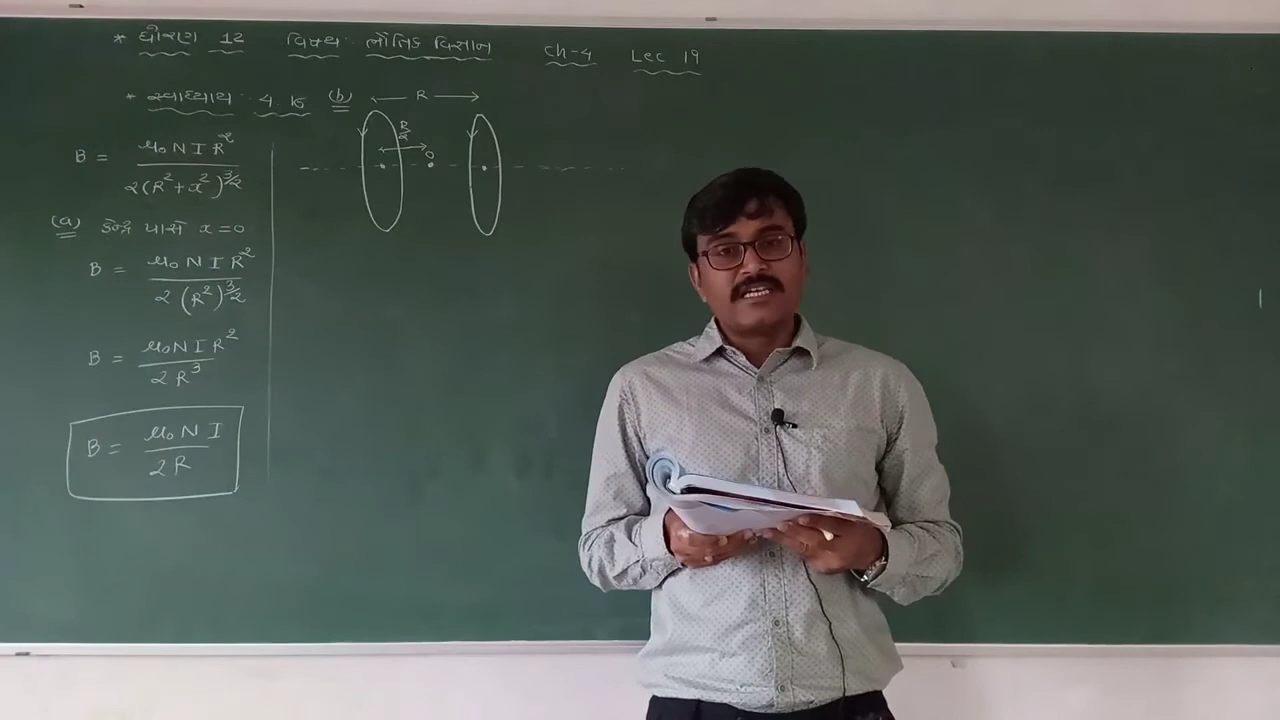 * ધોરણ 12 વિષય : ભૌતિક વિજ્ઞાન Ch-4 Lec 19
* સ્વાધ્યાય : 4.16 (b)
← R →
R/2
O
B = μ₀NIR² / 2(R²+x²)^3/2
(a) કેન્દ્ર પાસે x = 0
B = μ₀NIR² / 2(R²)^3/2
B = μ₀NIR² / 2R³
B = μ₀NI / 2R